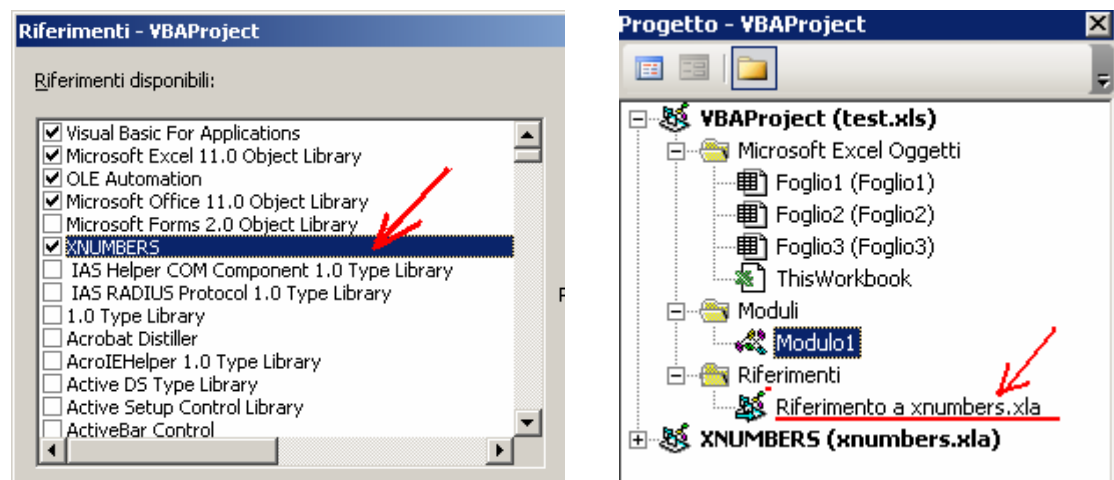 Riferimenti - VBAProject
Riferimenti disponibili:
Visual Basic For Applications
Microsoft Excel 11.0 Object Library
OLE Automation
Microsoft Office 11.0 Object Library
Microsoft Forms 2.0 Object Library
XNUMBERS
IAS Helper COM Component 1.0 Type Library
IAS RADIUS Protocol 1.0 Type Library
1.0 Type Library
Acrobat Distiller
AcroIEHelper 1.0 Type Library
Active DS Type Library
Active Setup Control Library
ActiveBar Control
Progetto - VBAProject
VBAProject (test.xls)
Microsoft Excel Oggetti
Foglio1 (Foglio1)
Foglio2 (Foglio2)
Foglio3 (Foglio3)
ThisWorkbook
Moduli
Modulo1
Riferimenti
Riferimento a xnumbers.xla
XNUMBERS (xnumbers.xla)